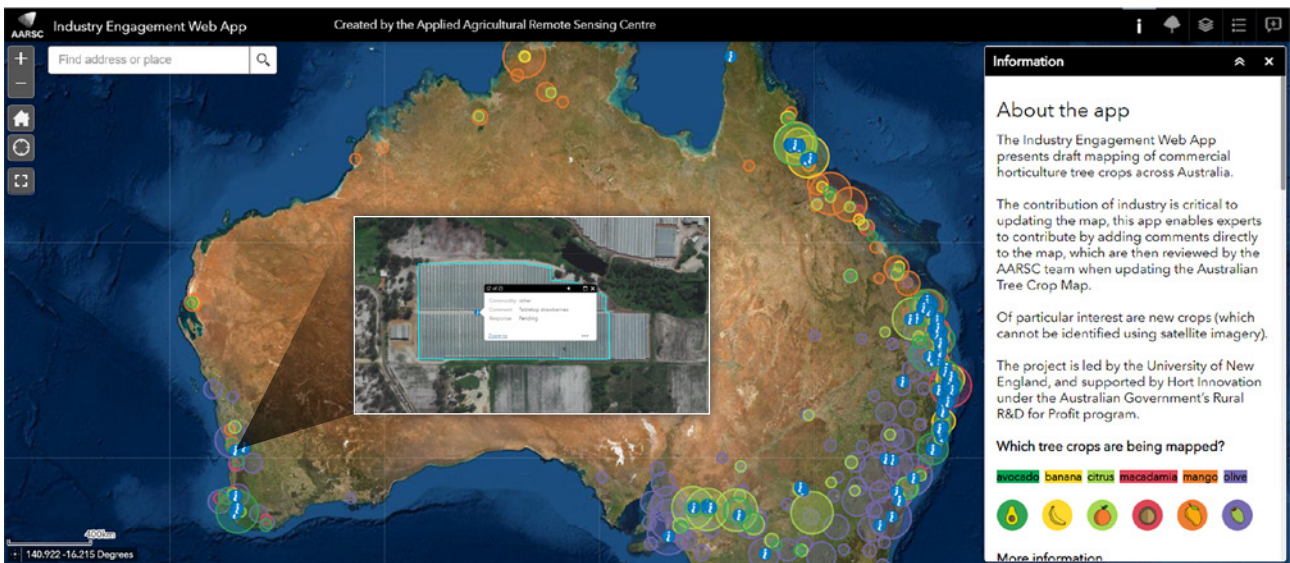 AARSC
Industry Engagement Web App
Created by the Applied Agricultural Remote Sensing Centre
Find address or place
Information
About the app
The Industry Engagement Web App
presents draft mapping of commercial
horticulture tree crops across Australia.
The contribution of industry is critical to
updating the map, this app enables experts
to contribute by adding comments directly
to the map, which are then reviewed by the
AARSC team when updating the Australian
Tree Crop Map.
Of particular interest are new crops (which
cannot be identified using satellite imagery).
The project is led by the University of New
England, and supported by Hort Innovation
under the Australian Government's Rural
R&D for Profit program.
Which tree crops are being mapped?
avocado banana citrus macadamia mango olive
More information
Commodity other
Comment Tabletop strawberries
Response Pending
Zoom to
400km
140.922 -16.215 Degrees